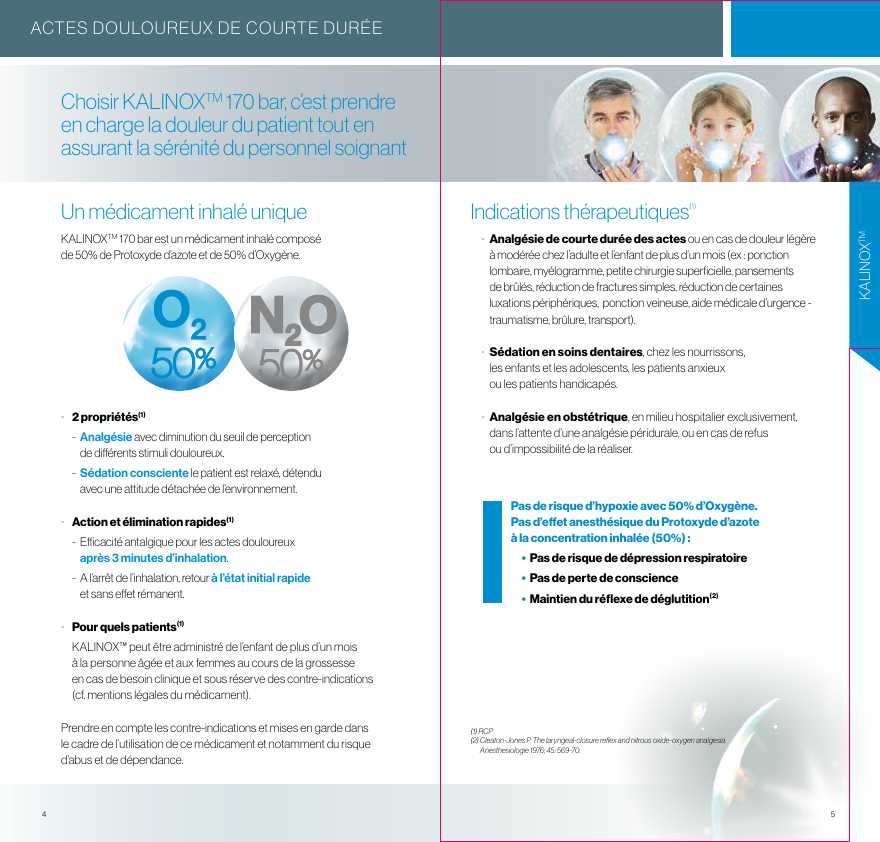 ACTES DOULOUREUX DE COURTE DURÉE
Choisir KALINOX™ 170 bar, c'est prendre
en charge la douleur du patient tout en
assurant la sérénité du personnel soignant
Un médicament inhalé unique
KALINOX™ 170 bar est un médicament inhalé composé
de 50% de Protoxyde d'azote et de 50% d'Oxygène.
O2
50%
N2O
50%
- 2 propriétés(1)
- Analgésie avec diminution du seuil de perception
de différents stimuli douloureux.
- Sédation consciente le patient est relaxé, détendu
avec une attitude détachée de l'environnement.
- Action et élimination rapides(1)
- Efficacité antalgique pour les actes douloureux
après 3 minutes d'inhalation.
- A l'arrêt de l'inhalation, retour à l'état initial rapide
et sans effet rémanent.
- Pour quels patients(1)
KALINOX™ peut être administré de l'enfant de plus d'un mois
à la personne âgée et aux femmes au cours de la grossesse
en cas de besoin clinique et sous réserve des contre-indications
(cf. mentions légales du médicament).
Prendre en compte les contre-indications et mises en garde dans
le cadre de l'utilisation de ce médicament et notamment du risque
d'abus et de dépendance.
4
Indications thérapeutiques(1)
- Analgésie de courte durée des actes ou en cas de douleur légère
à modérée chez l'adulte et l'enfant de plus d'un mois (ex : ponction
lombaire, myélogramme, petite chirurgie superficielle, pansements
de brûlés, réduction de fractures simples, réduction de certaines
luxations périphériques, ponction veineuse, aide médicale d'urgence -
traumatisme, brûlure, transport).
- Sédation en soins dentaires, chez les nourrissons,
les enfants et les adolescents, les patients anxieux
ou les patients handicapés.
- Analgésie en obstétrique, en milieu hospitalier exclusivement,
dans l'attente d'une analgésie péridurale, ou en cas de refus
ou d'impossibilité de la réaliser.
Pas de risque d'hypoxie avec 50% d'Oxygène.
Pas d'effet anesthésique du Protoxyde d'azote
à la concentration inhalée (50%) :
• Pas de risque de dépression respiratoire
• Pas de perte de conscience
• Maintien du réflexe de déglutition(2)
(1) RCP
(2) Cleaton-Jones P. The laryngeal-closure reflex and nitrous oxide-oxygen analgesia.
Anesthesiologie 1976; 45: 569-70.
5
KALINOX™